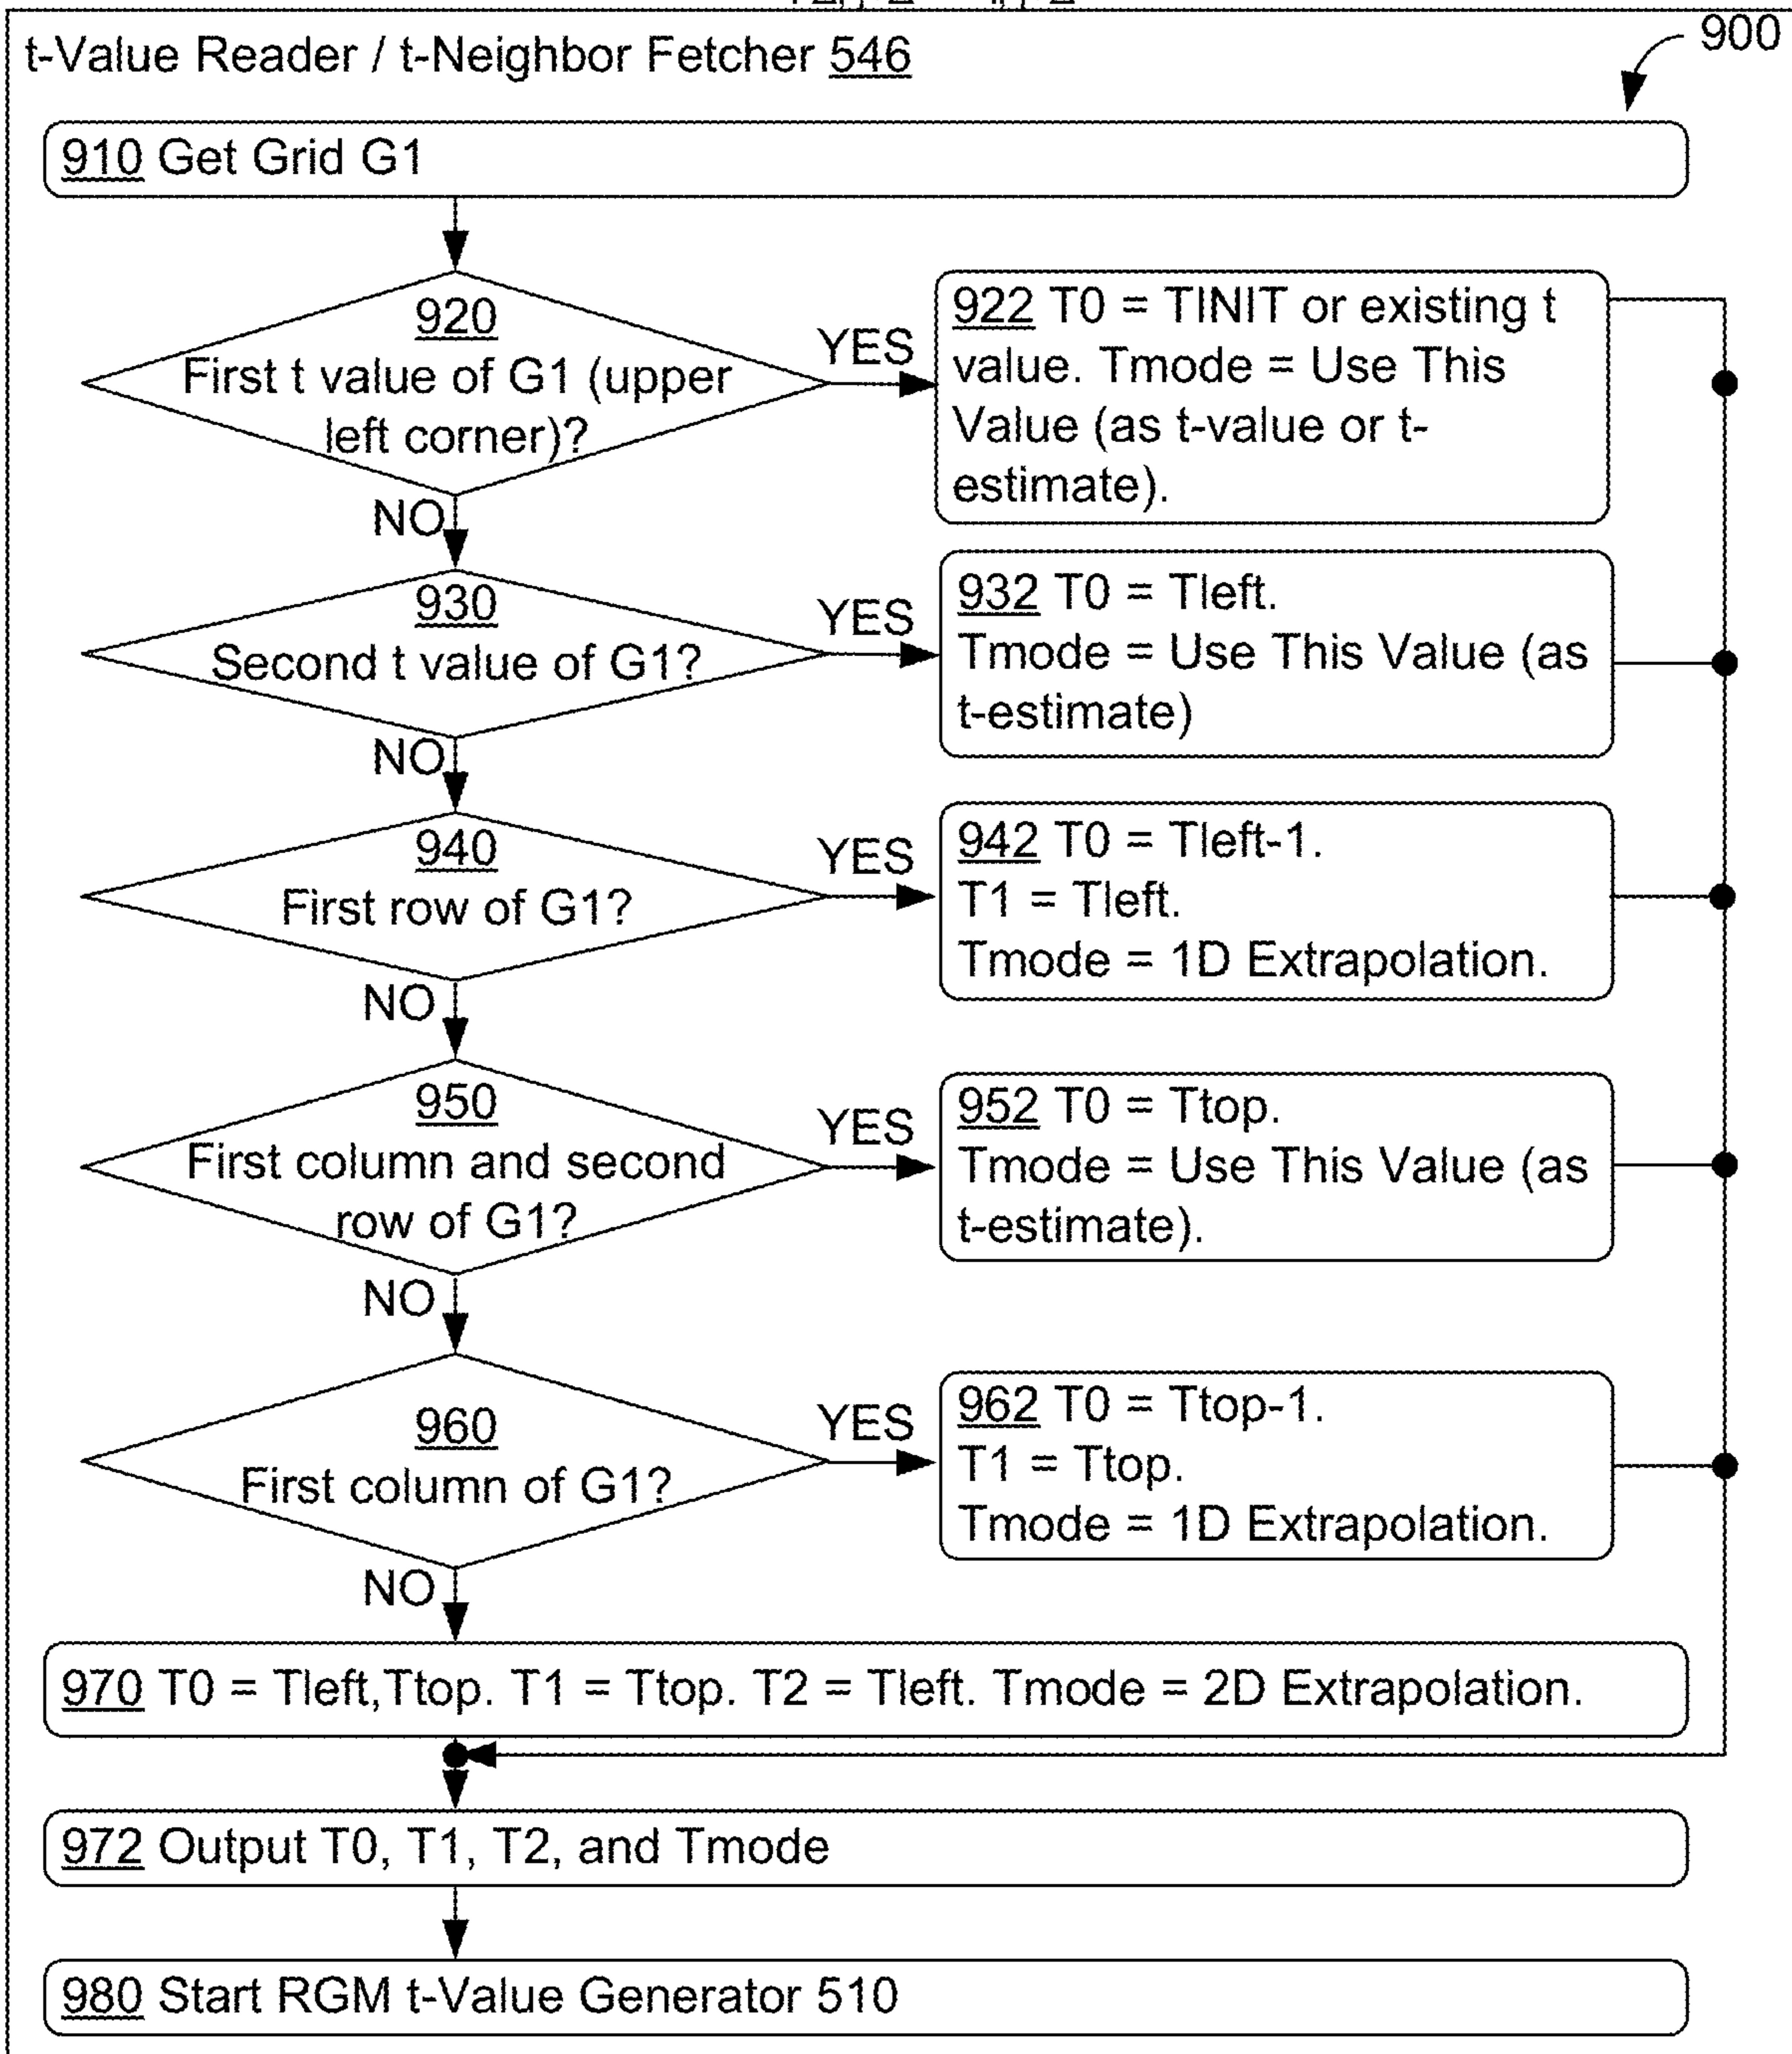 t-Value Reader / t-Neighbor Fetcher 546
900
910 Get Grid G1
920
First t value of G1 (upper
left corner)?
YES
922 T0 = TINIT or existing t
value. Tmode = Use This
Value (as t-value or t-
estimate).
NO
930
Second t value of G1?
YES
932 T0 = Tleft.
Tmode = Use This Value (as
t-estimate)
NO
940
First row of G1?
YES
942 T0 = Tleft-1.
T1 = Tleft.
Tmode = 1D Extrapolation.
NO
950
First column and second
row of G1?
YES
952 T0 = Ttop.
Tmode = Use This Value (as
t-estimate).
NO
960
First column of G1?
YES
962 T0 = Ttop-1.
T1 = Ttop.
Tmode = 1D Extrapolation.
NO
970 T0 = Tleft,Ttop. T1 = Ttop. T2 = Tleft. Tmode = 2D Extrapolation.
972 Output T0, T1, T2, and Tmode
980 Start RGM t-Value Generator 510